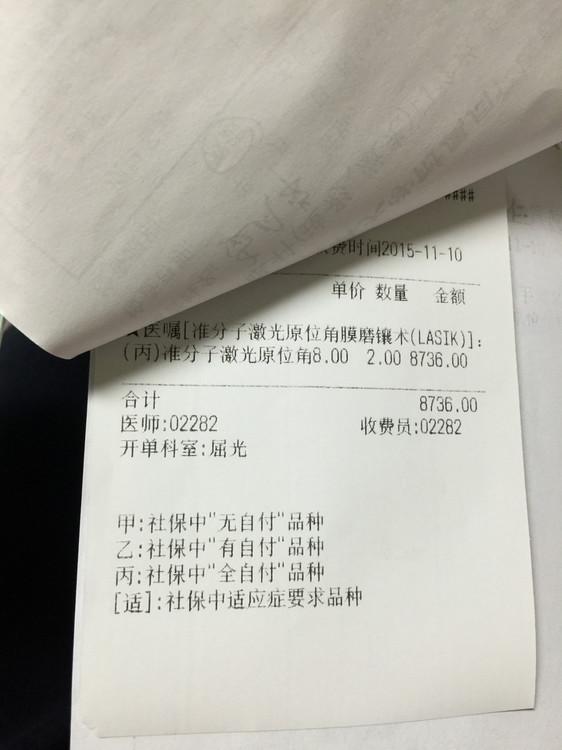 ####
费时间2015-11-10
单价 数量 金额
医嘱[准分子激光原位角膜磨镶术(LASIK)]:
(丙)准分子激光原位角8.00 2.00 8736.00
合计 8736.00
医师:02282 收费员:02282
开单科室:屈光
甲:社保中"无自付"品种
乙:社保中"有自付"品种
丙:社保中"全自付"品种
[适]:社保中适应症要求品种